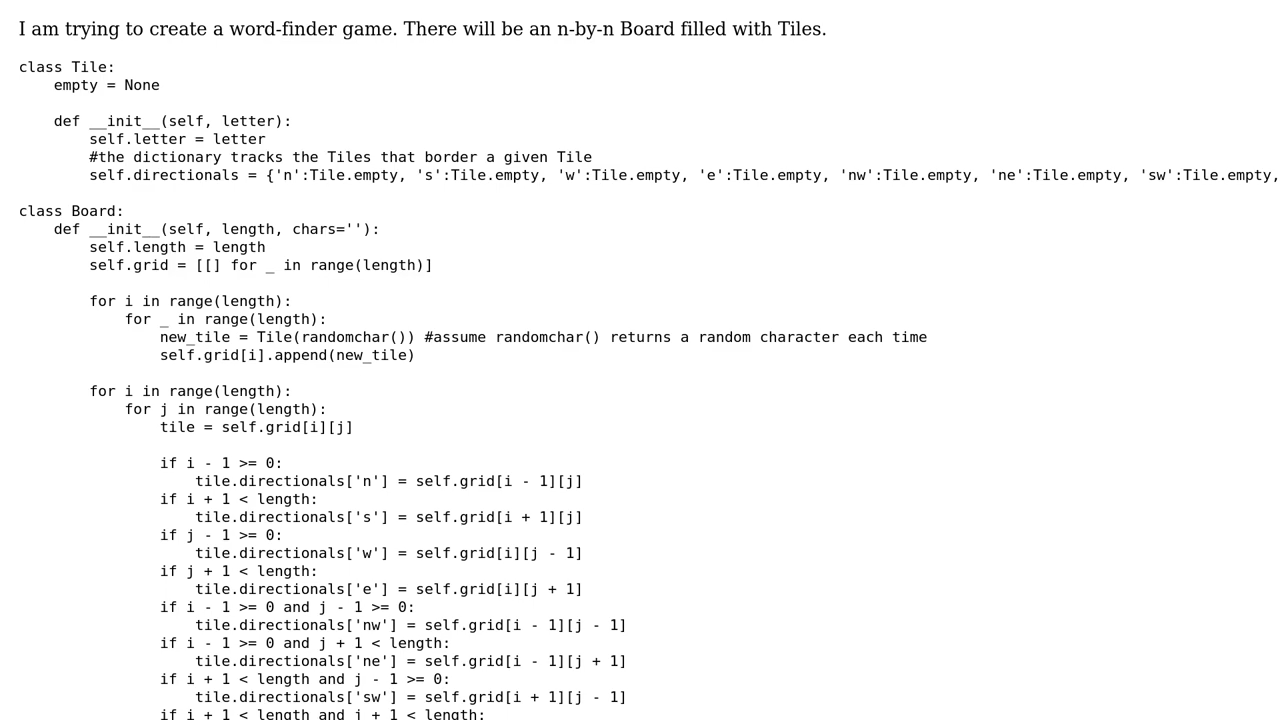 I am trying to create a word-finder game. There will be an n-by-n Board filled with Tiles.
class Tile:
    empty = None

    def __init__(self, letter):
        self.letter = letter
        #the dictionary tracks the Tiles that border a given Tile
        self.directionals = {'n':Tile.empty, 's':Tile.empty, 'w':Tile.empty, 'e':Tile.empty, 'nw':Tile.empty, 'ne':Tile.empty, 'sw':Tile.empty,

class Board:
    def __init__(self, length, chars=''):
        self.length = length
        self.grid = [[] for _ in range(length)]

        for i in range(length):
            for _ in range(length):
                new_tile = Tile(randomchar()) #assume randomchar() returns a random character each time
                self.grid[i].append(new_tile)

        for i in range(length):
            for j in range(length):
                tile = self.grid[i][j]

                if i - 1 >= 0:
                    tile.directionals['n'] = self.grid[i - 1][j]
                if i + 1 < length:
                    tile.directionals['s'] = self.grid[i + 1][j]
                if j - 1 >= 0:
                    tile.directionals['w'] = self.grid[i][j - 1]
                if j + 1 < length:
                    tile.directionals['e'] = self.grid[i][j + 1]
                if i - 1 >= 0 and j - 1 >= 0:
                    tile.directionals['nw'] = self.grid[i - 1][j - 1]
                if i - 1 >= 0 and j + 1 < length:
                    tile.directionals['ne'] = self.grid[i - 1][j + 1]
                if i + 1 < length and j - 1 >= 0:
                    tile.directionals['sw'] = self.grid[i + 1][j - 1]
                if i + 1 < length and j + 1 < length: